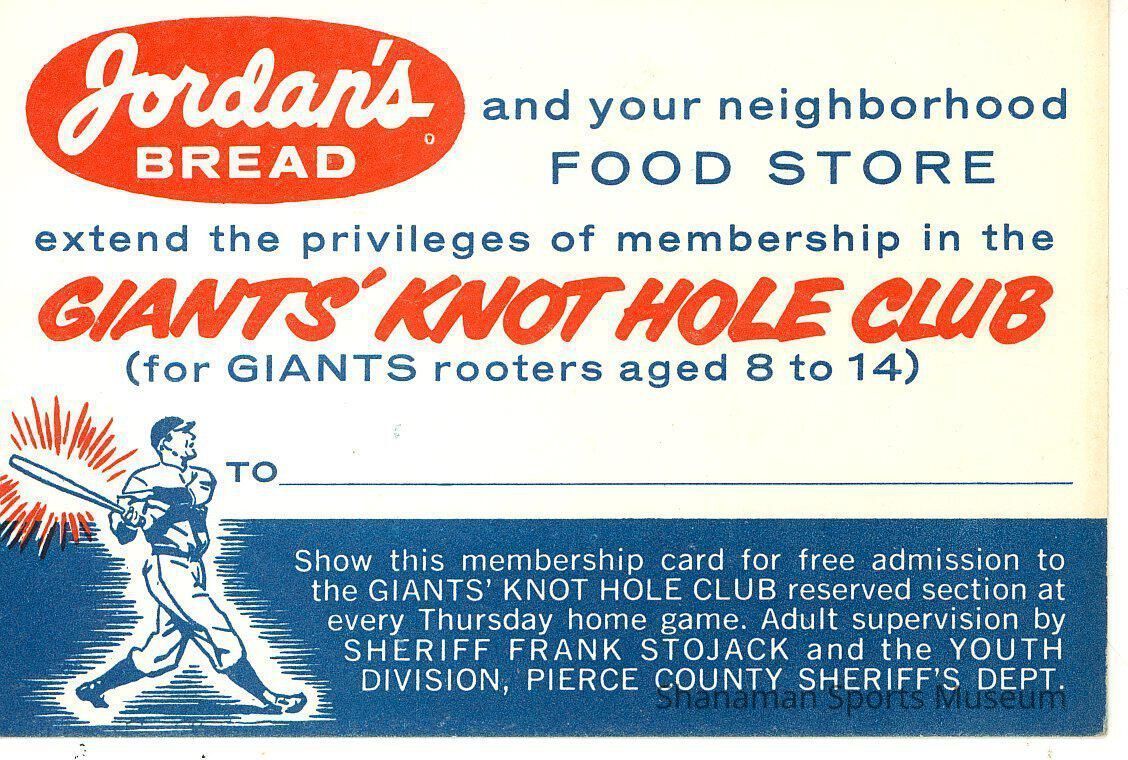 Jordan's
BREAD
and your neighborhood
FOOD STORE
extend the privileges of membership in the
GIANTS' KNOT HOLE CLUB
(for GIANTS rooters aged 8 to 14)
TO
Show this membership card for free admission to
the GIANTS' KNOT HOLE CLUB reserved section at
every Thursday home game. Adult supervision by
SHERIFF FRANK STOJACK and the YOUTH
DIVISION, PIERCE COUNTY SHERIFF'S DEPT.
Shanaman Sports Museum